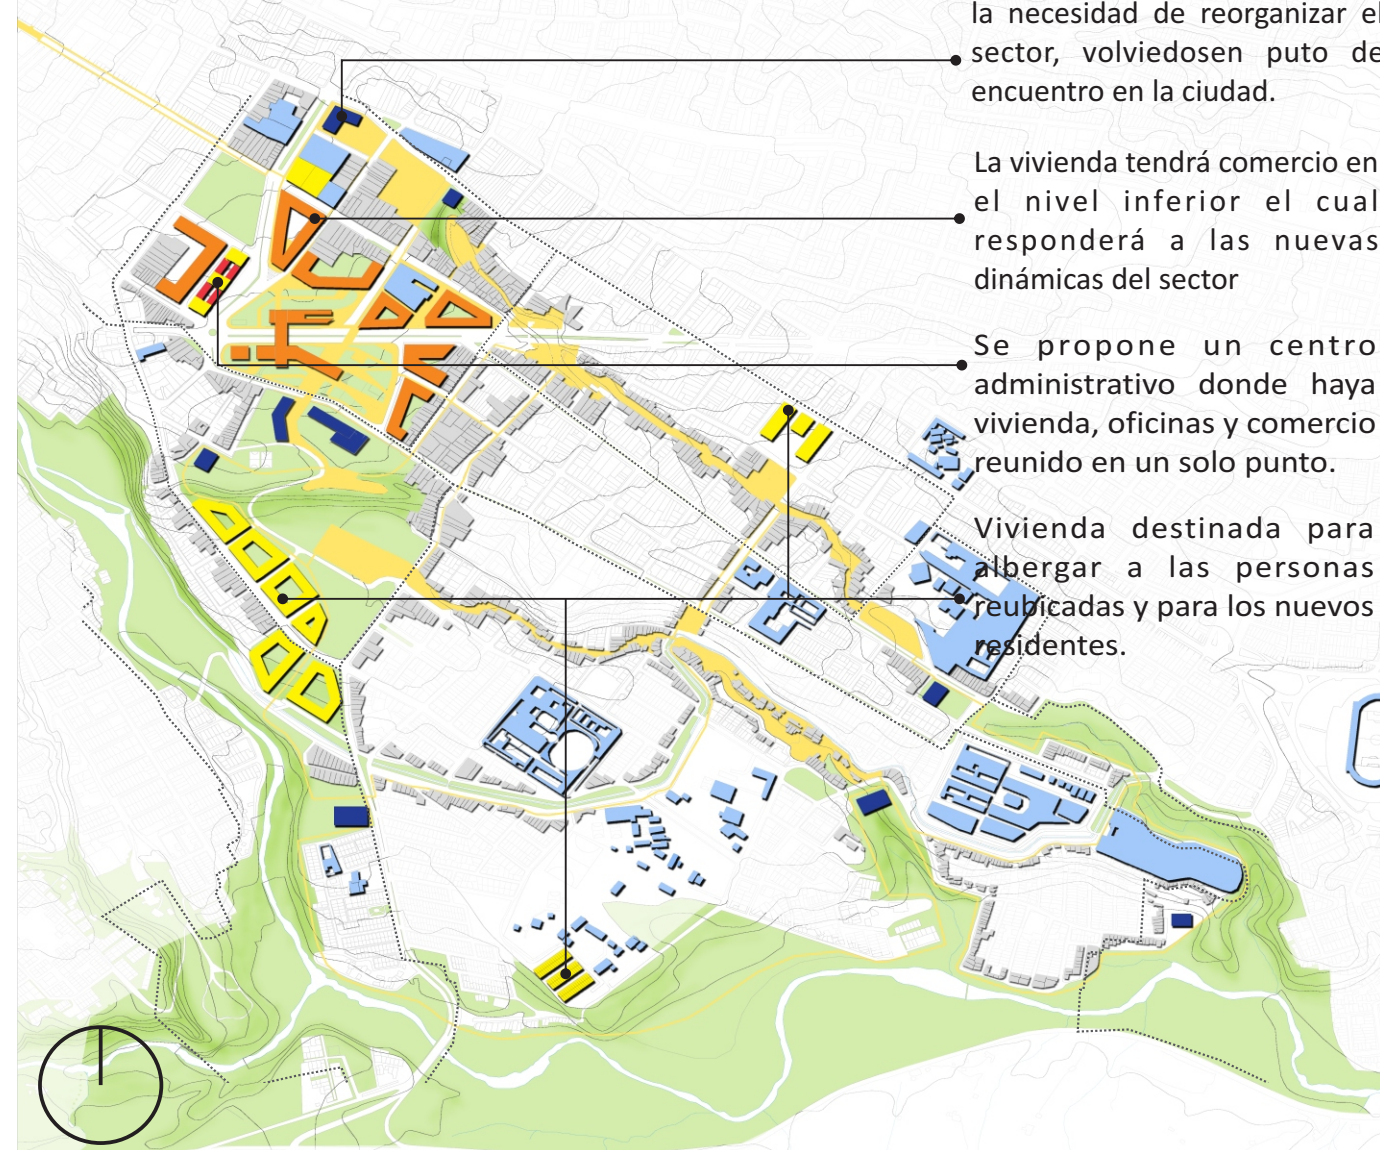 la necesidad de reorganizar el
sector, volviedosen puto de
encuentro en la ciudad.
La vivienda tendrá comercio en
el nivel inferior el cual
responderá a las nuevas
dinámicas del sector
Se propone un centro
administrativo donde haya
vivienda, oficinas y comercio
reunido en un solo punto.
Vivienda destinada para
albergar a las personas
reubicadas y para los nuevos
residentes.